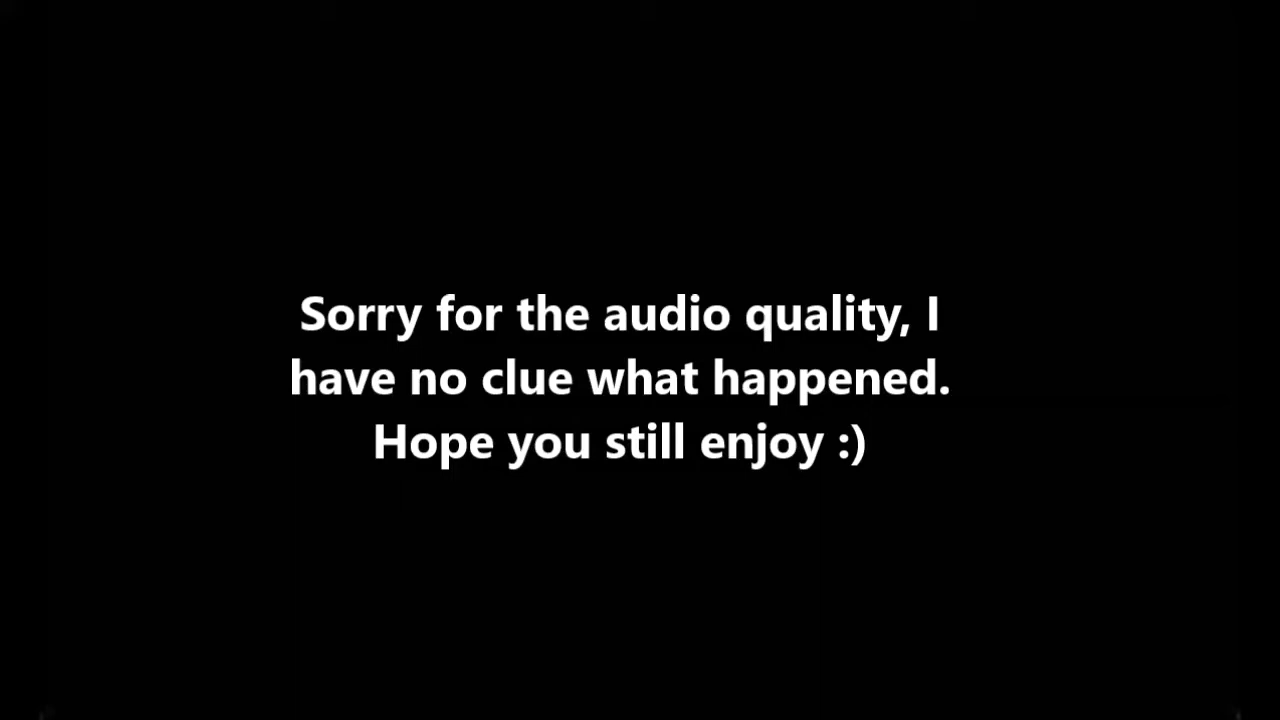 Sorry for the audio quality, I
have no clue what happened.
Hope you still enjoy :)